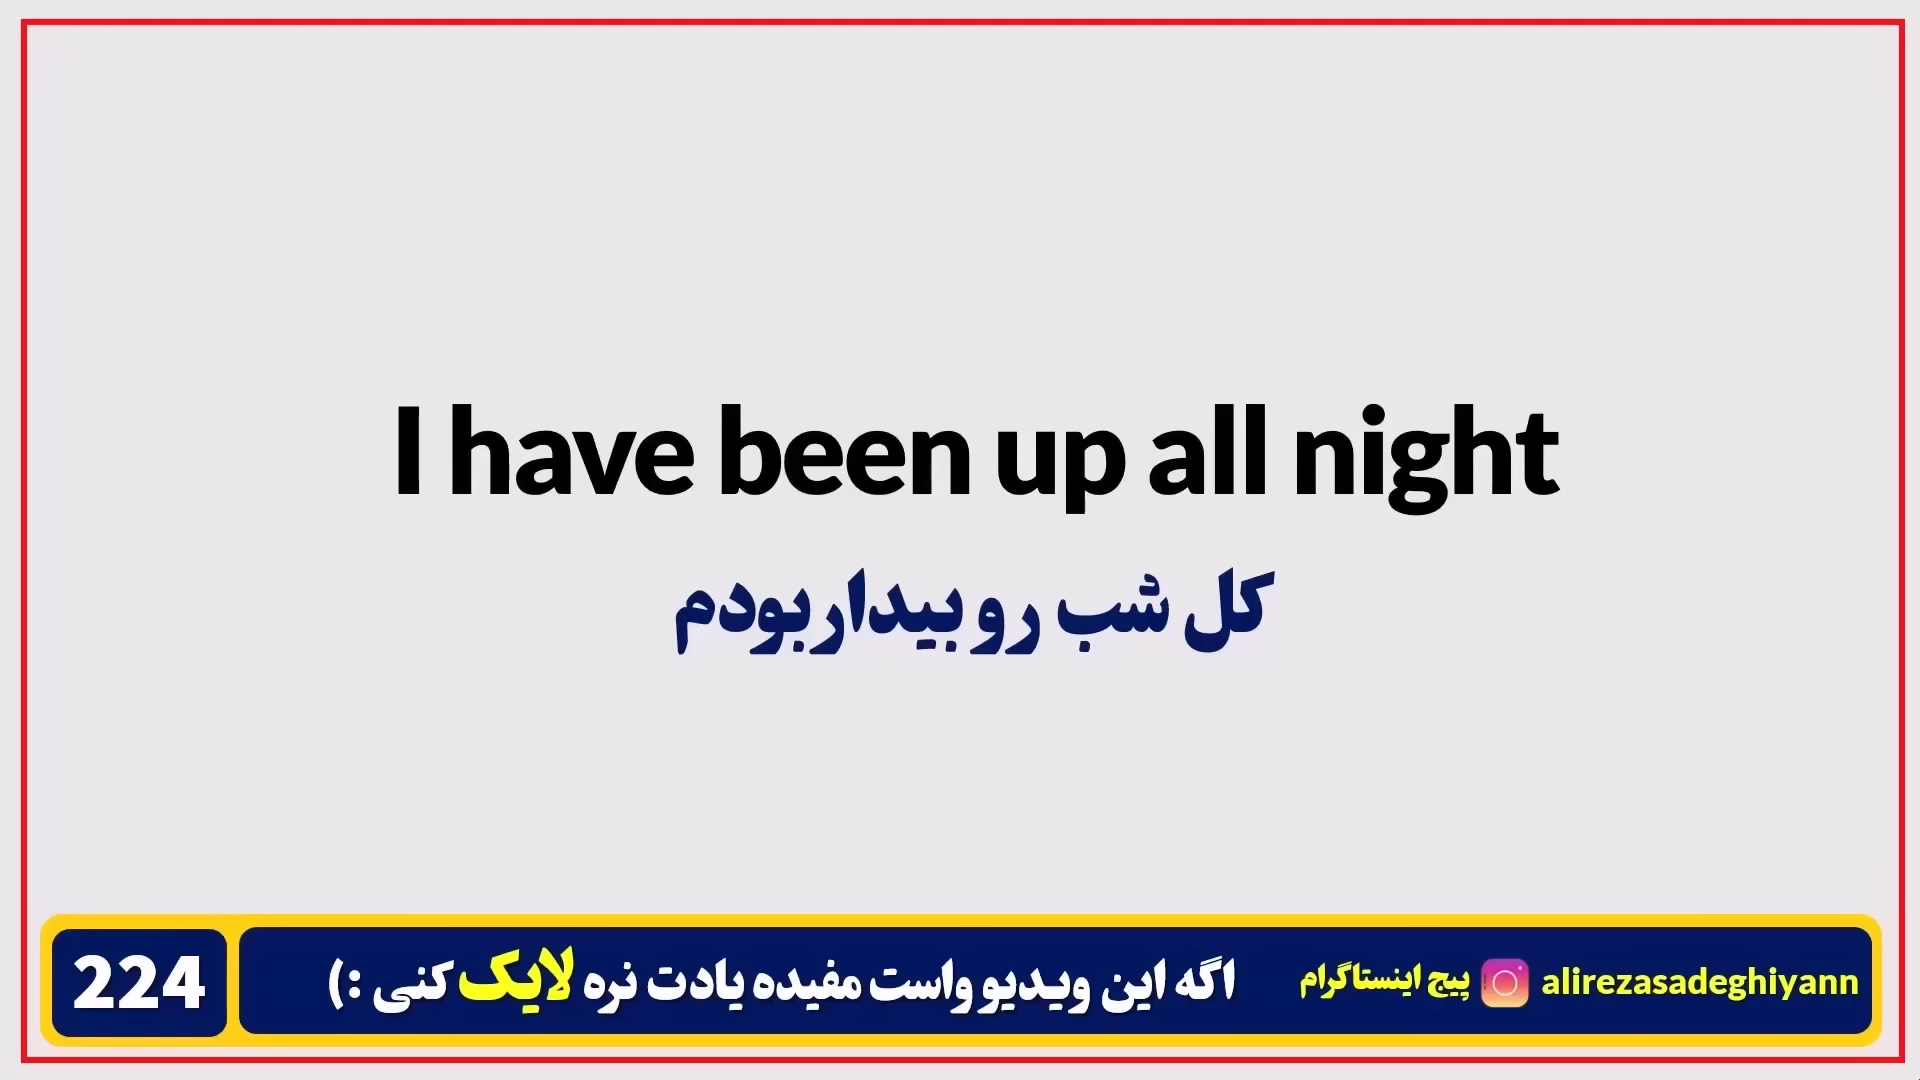 I have been up all night
کل شب رو بیدار بودم
224
اگه این ویدیو واست مفیده یادت نره لایک کنی :)
پیج اینستاگرام alirezasadeghiyann